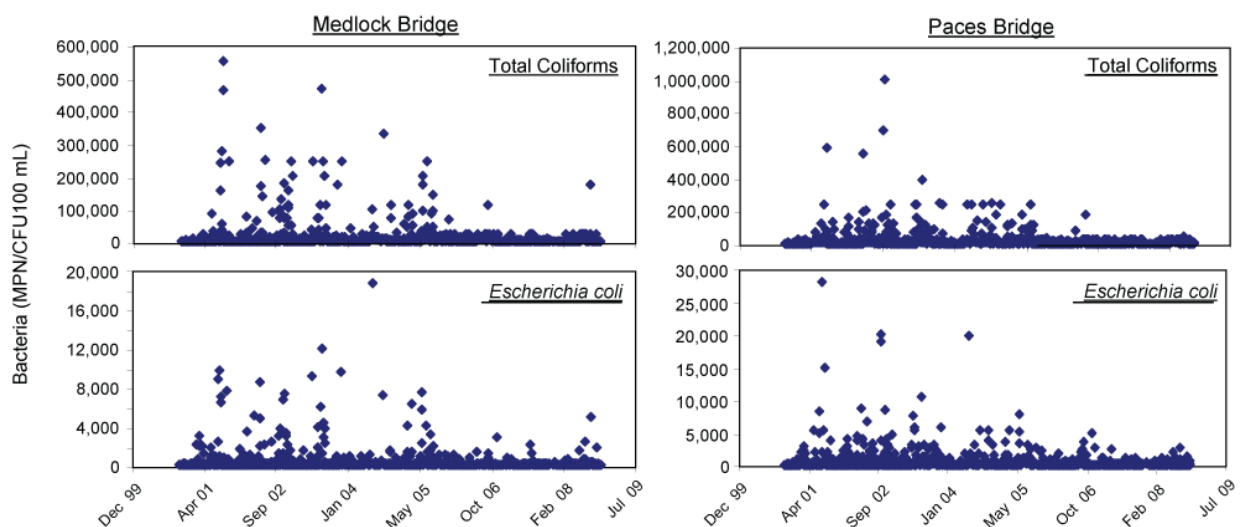 Medlock Bridge
Paces Bridge
Bacteria (MPN/CFU100 mL)
600,000
500,000
400,000
300,000
200,000
100,000
0
Total Coliforms
1,200,000
1,000,000
800,000
600,000
400,000
200,000
0
Total Coliforms
20,000
16,000
12,000
8,000
4,000
0
Escherichia coli
30,000
25,000
20,000
15,000
10,000
5,000
0
Escherichia coli
Dec 99
Apr 01
Sep 02
Jan 04
May 05
Oct 06
Feb 08
Jul 09
Dec 99
Apr 01
Sep 02
Jan 04
May 05
Oct 06
Feb 08
Jul 09